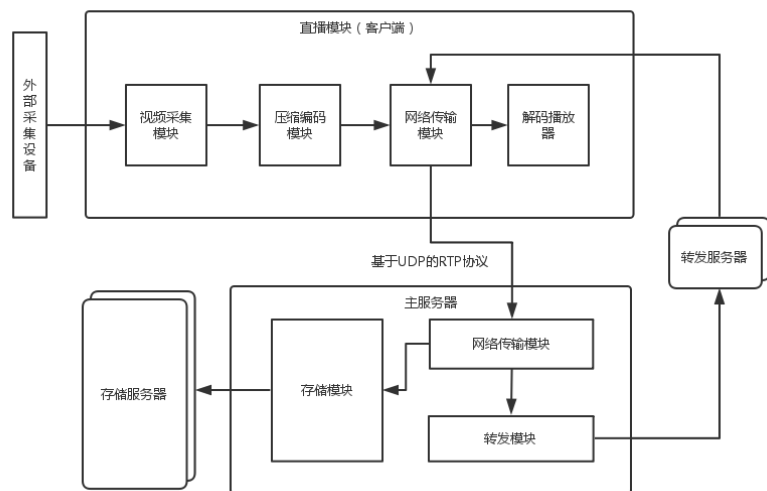 直播模块（客户端）
外
部
采
集
设
备
视频采集
模块
压缩编码
模块
网络传输
模块
解码播放
器
基于UDP的RTP协议
转发服务器
主服务器
网络传输模块
存储服务器
存储模块
转发模块